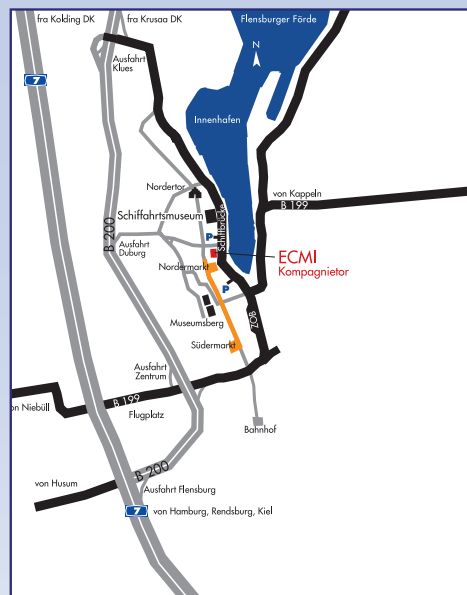 fra Kolding DK
fra Krusaa DK
Flensburger Förde
N
Ausfahrt
Klues
7
Innenhafen
Nordertor
von Kappeln
B 199
Schiffahrtsmuseum
Schiffbrücke
P
B 200
Ausfahrt
Duburg
ECMI
Kompagnietor
Nordermarkt
P
Museumsberg
ZOB
Südermarkt
Ausfahrt
Zentrum
on Niebüll
B 199
Flugplatz
Bahnhof
B 200
von Husum
Ausfahrt Flensburg
7
von Hamburg, Rendsburg, Kiel